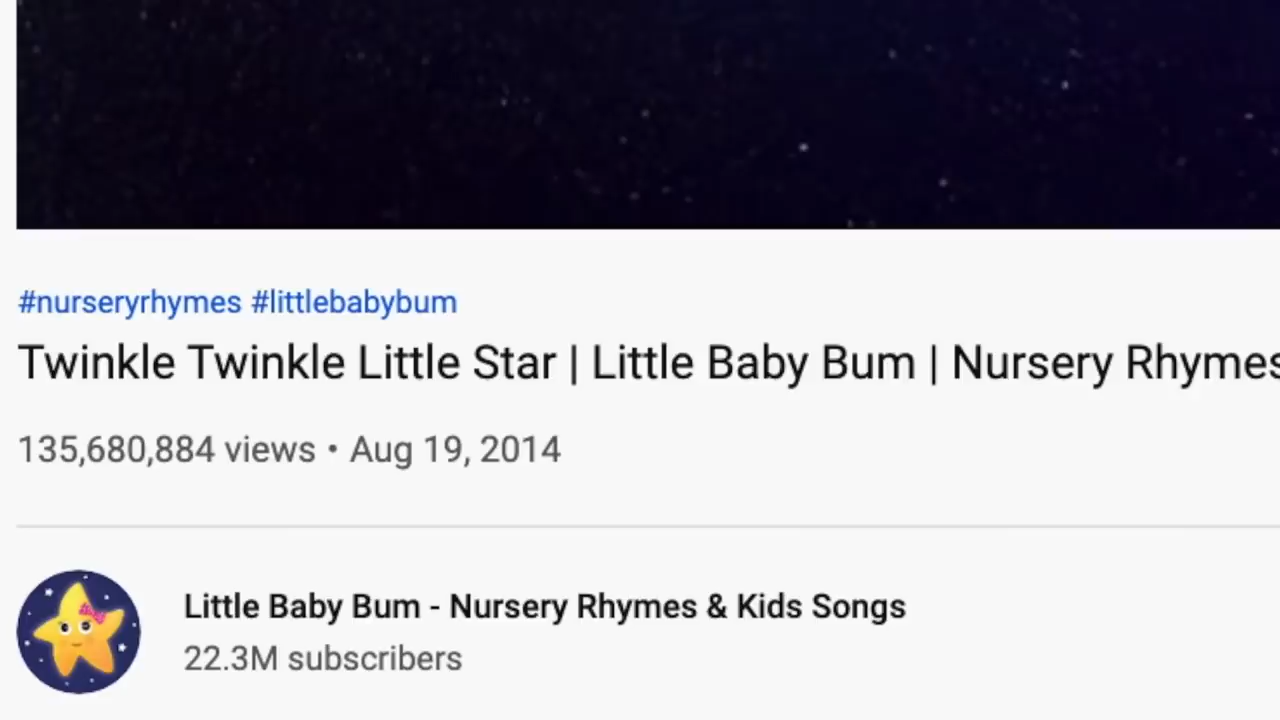 #nurseryrhymes #littlebabybum
Twinkle Twinkle Little Star | Little Baby Bum | Nursery Rhymes
135,680,884 views • Aug 19, 2014
Little Baby Bum - Nursery Rhymes & Kids Songs
22.3M subscribers